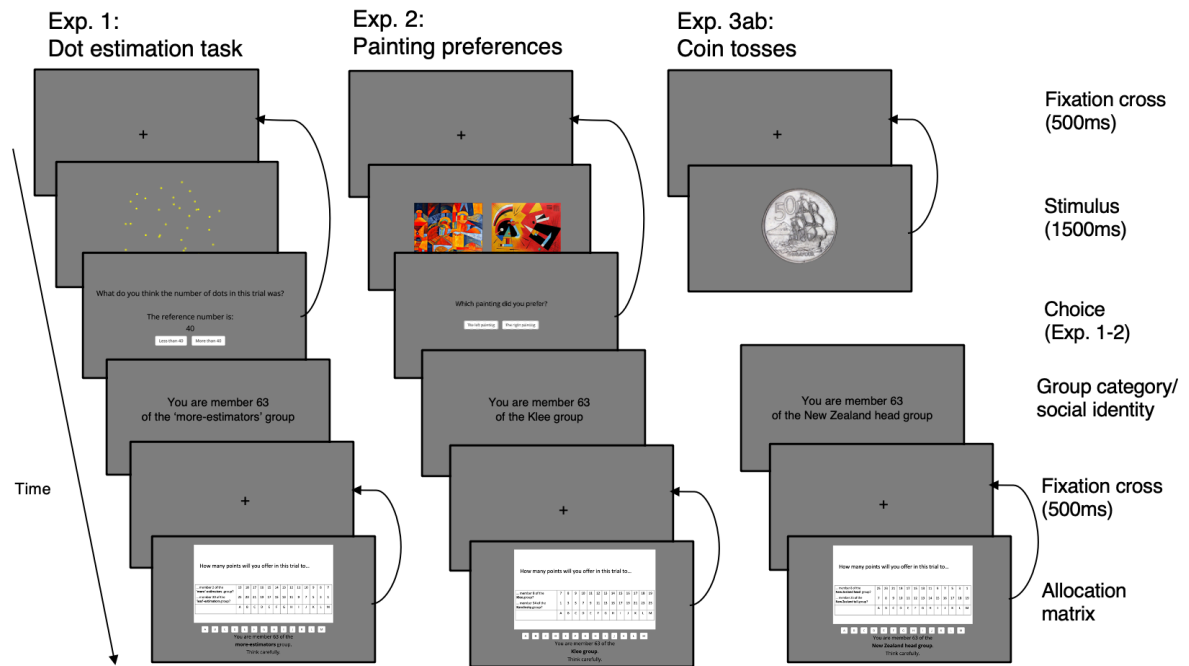 Exp. 1:
Dot estimation task
Exp. 2:
Painting preferences
Exp. 3ab:
Coin tosses
Fixation cross
(500ms)
Stimulus
(1500ms)
50
What do you think the number of dots in this trial was?
The reference number is:
40
Less than 40
More than 40
Which painting did you prefer?
The left painting
The right painting
Choice
(Exp. 1-2)
You are member 63
of the 'more-estimators' group
You are member 63
of the Klee group
You are member 63
of the New Zealand head group
Group category/
social identity
Time
Fixation cross
(500ms)
How many points will you offer in this trial to...
You are member 63 of the
more-estimators group.
Think carefully.
How many points will you offer in this trial to...
You are member 63 of the
Klee group.
Think carefully.
How many points will you offer in this trial to...
You are member 63 of the
New Zealand head group.
Think carefully.
Allocation
matrix